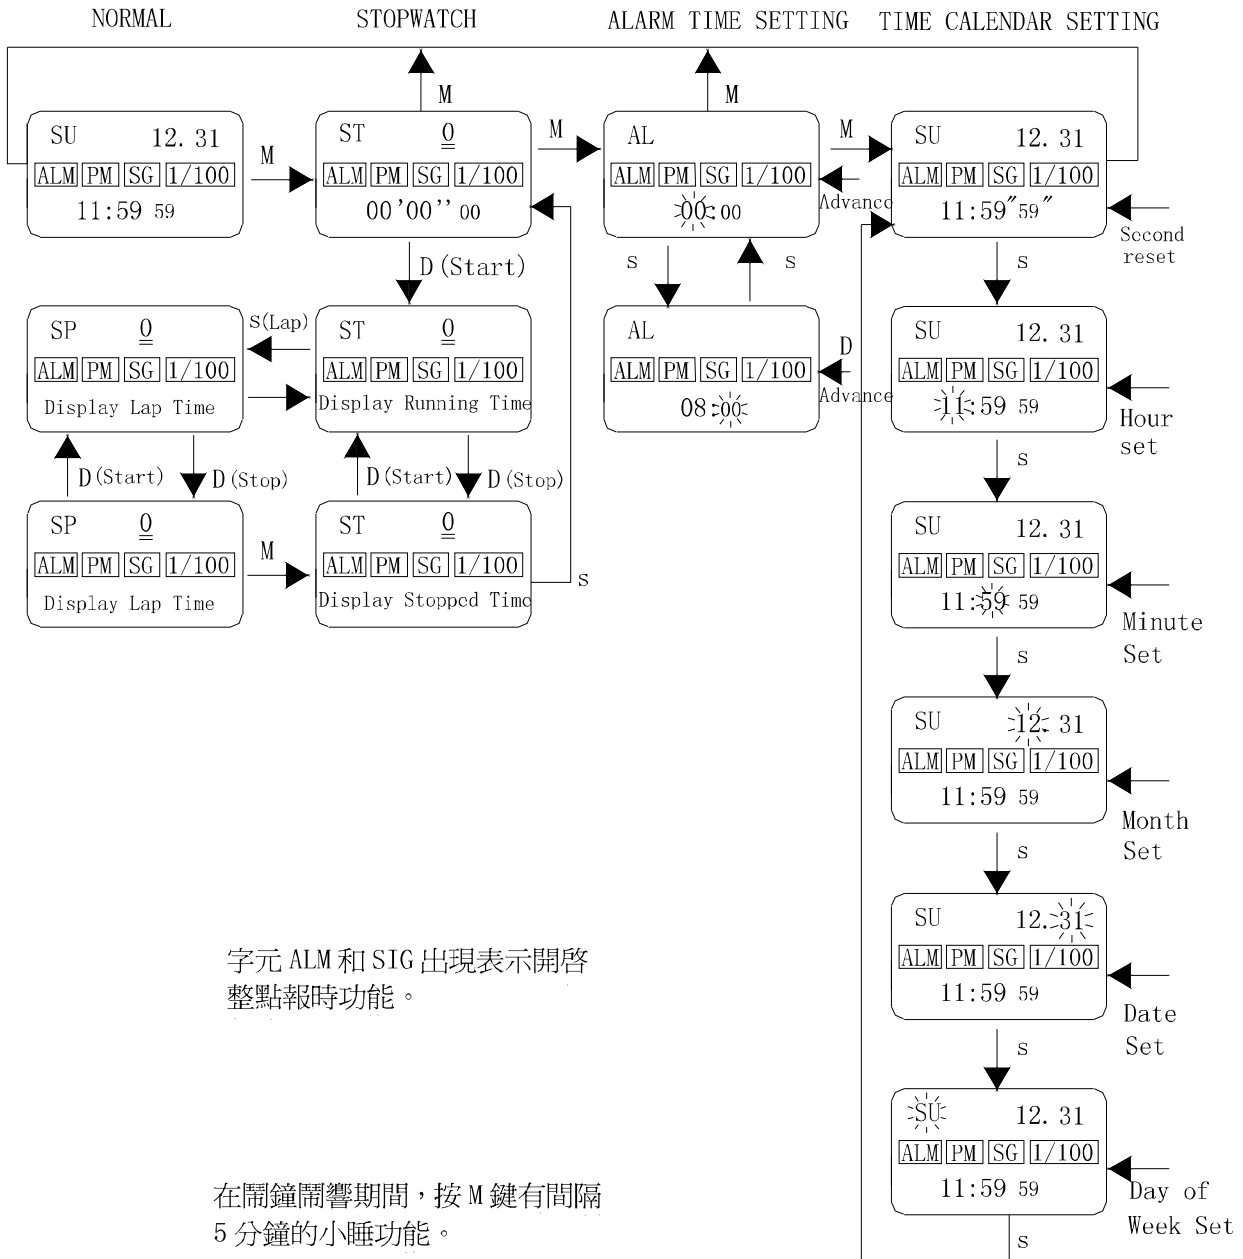 NORMAL
STOPWATCH
ALARM TIME SETTING
TIME CALENDAR SETTING
M
M
SU 12.31
ALM PM SG 1/100
11:59 59
M
ST 0
ALM PM SG 1/100
00'00''00
M
AL
ALM PM SG 1/100
00:00
M
Advance
SU 12.31
ALM PM SG 1/100
11:59"59"
Second
reset
D(Start)
s
s
s
SP 0
ALM PM SG 1/100
Display Lap Time
s(Lap)
ST 0
ALM PM SG 1/100
Display Running Time
AL
ALM PM SG 1/100
08:00
D
Advance
SU 12.31
ALM PM SG 1/100
11:59 59
Hour
set
D(Start)
D(Stop)
D(Start)
D(Stop)
s
SP 0
ALM PM SG 1/100
Display Lap Time
M
ST 0
ALM PM SG 1/100
Display Stopped Time
s
SU 12.31
ALM PM SG 1/100
11:59 59
Minute
Set
s
SU 12.31
ALM PM SG 1/100
11:59 59
Month
Set
s
SU 12.31
ALM PM SG 1/100
11:59 59
Date
Set
s
字元 ALM 和 SIG 出現表示開啓
整點報時功能。
SU 12.31
ALM PM SG 1/100
11:59 59
Day of
Week Set
s
在鬧鐘鬧響期間，按 M 鍵有間隔
5 分鐘的小睡功能。